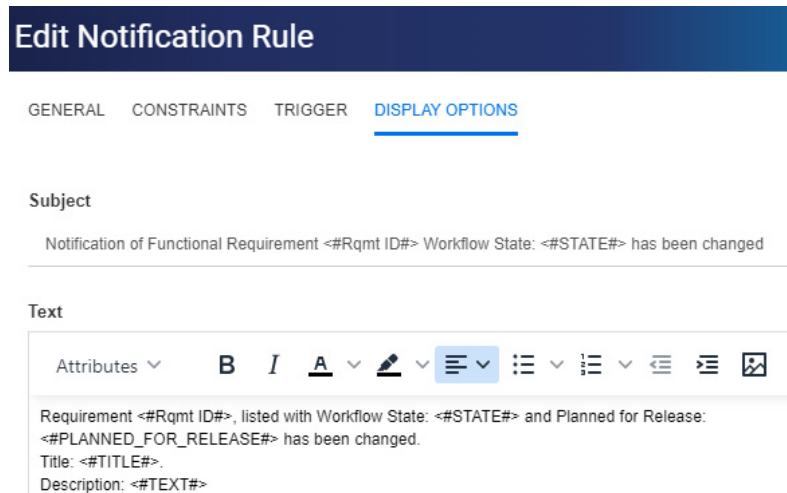 Edit Notification Rule
GENERAL CONSTRAINTS TRIGGER DISPLAY OPTIONS
Subject
Notification of Functional Requirement <#Rqmt ID#> Workflow State: <#STATE#> has been changed
Text
Attributes B I A
Requirement <#Rqmt ID#>, listed with Workflow State: <#STATE#> and Planned for Release:
<#PLANNED_FOR_RELEASE#> has been changed.
Title: <#TITLE#>.
Description: <#TEXT#>